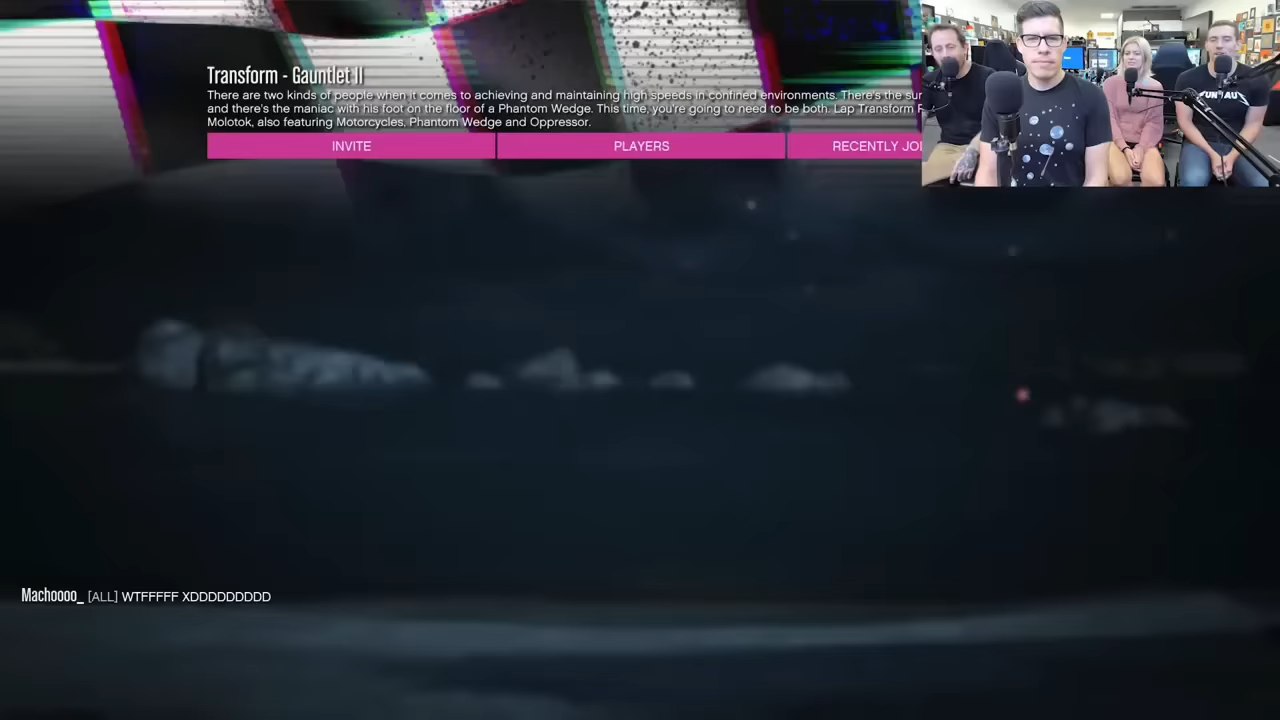 Transform - Gauntlet II
There are two kinds of people when it comes to achieving and maintaining high speeds in confined environments. There's the sur
and there's the maniac with his foot on the floor of a Phantom Wedge. This time, you're going to need to be both. Lap Transform
Molotok, also featuring Motorcycles, Phantom Wedge and Oppressor.
INVITE
PLAYERS
RECENTLY JOI
Machoooo_ [ALL] WTFFFFF XDDDDDDDDD